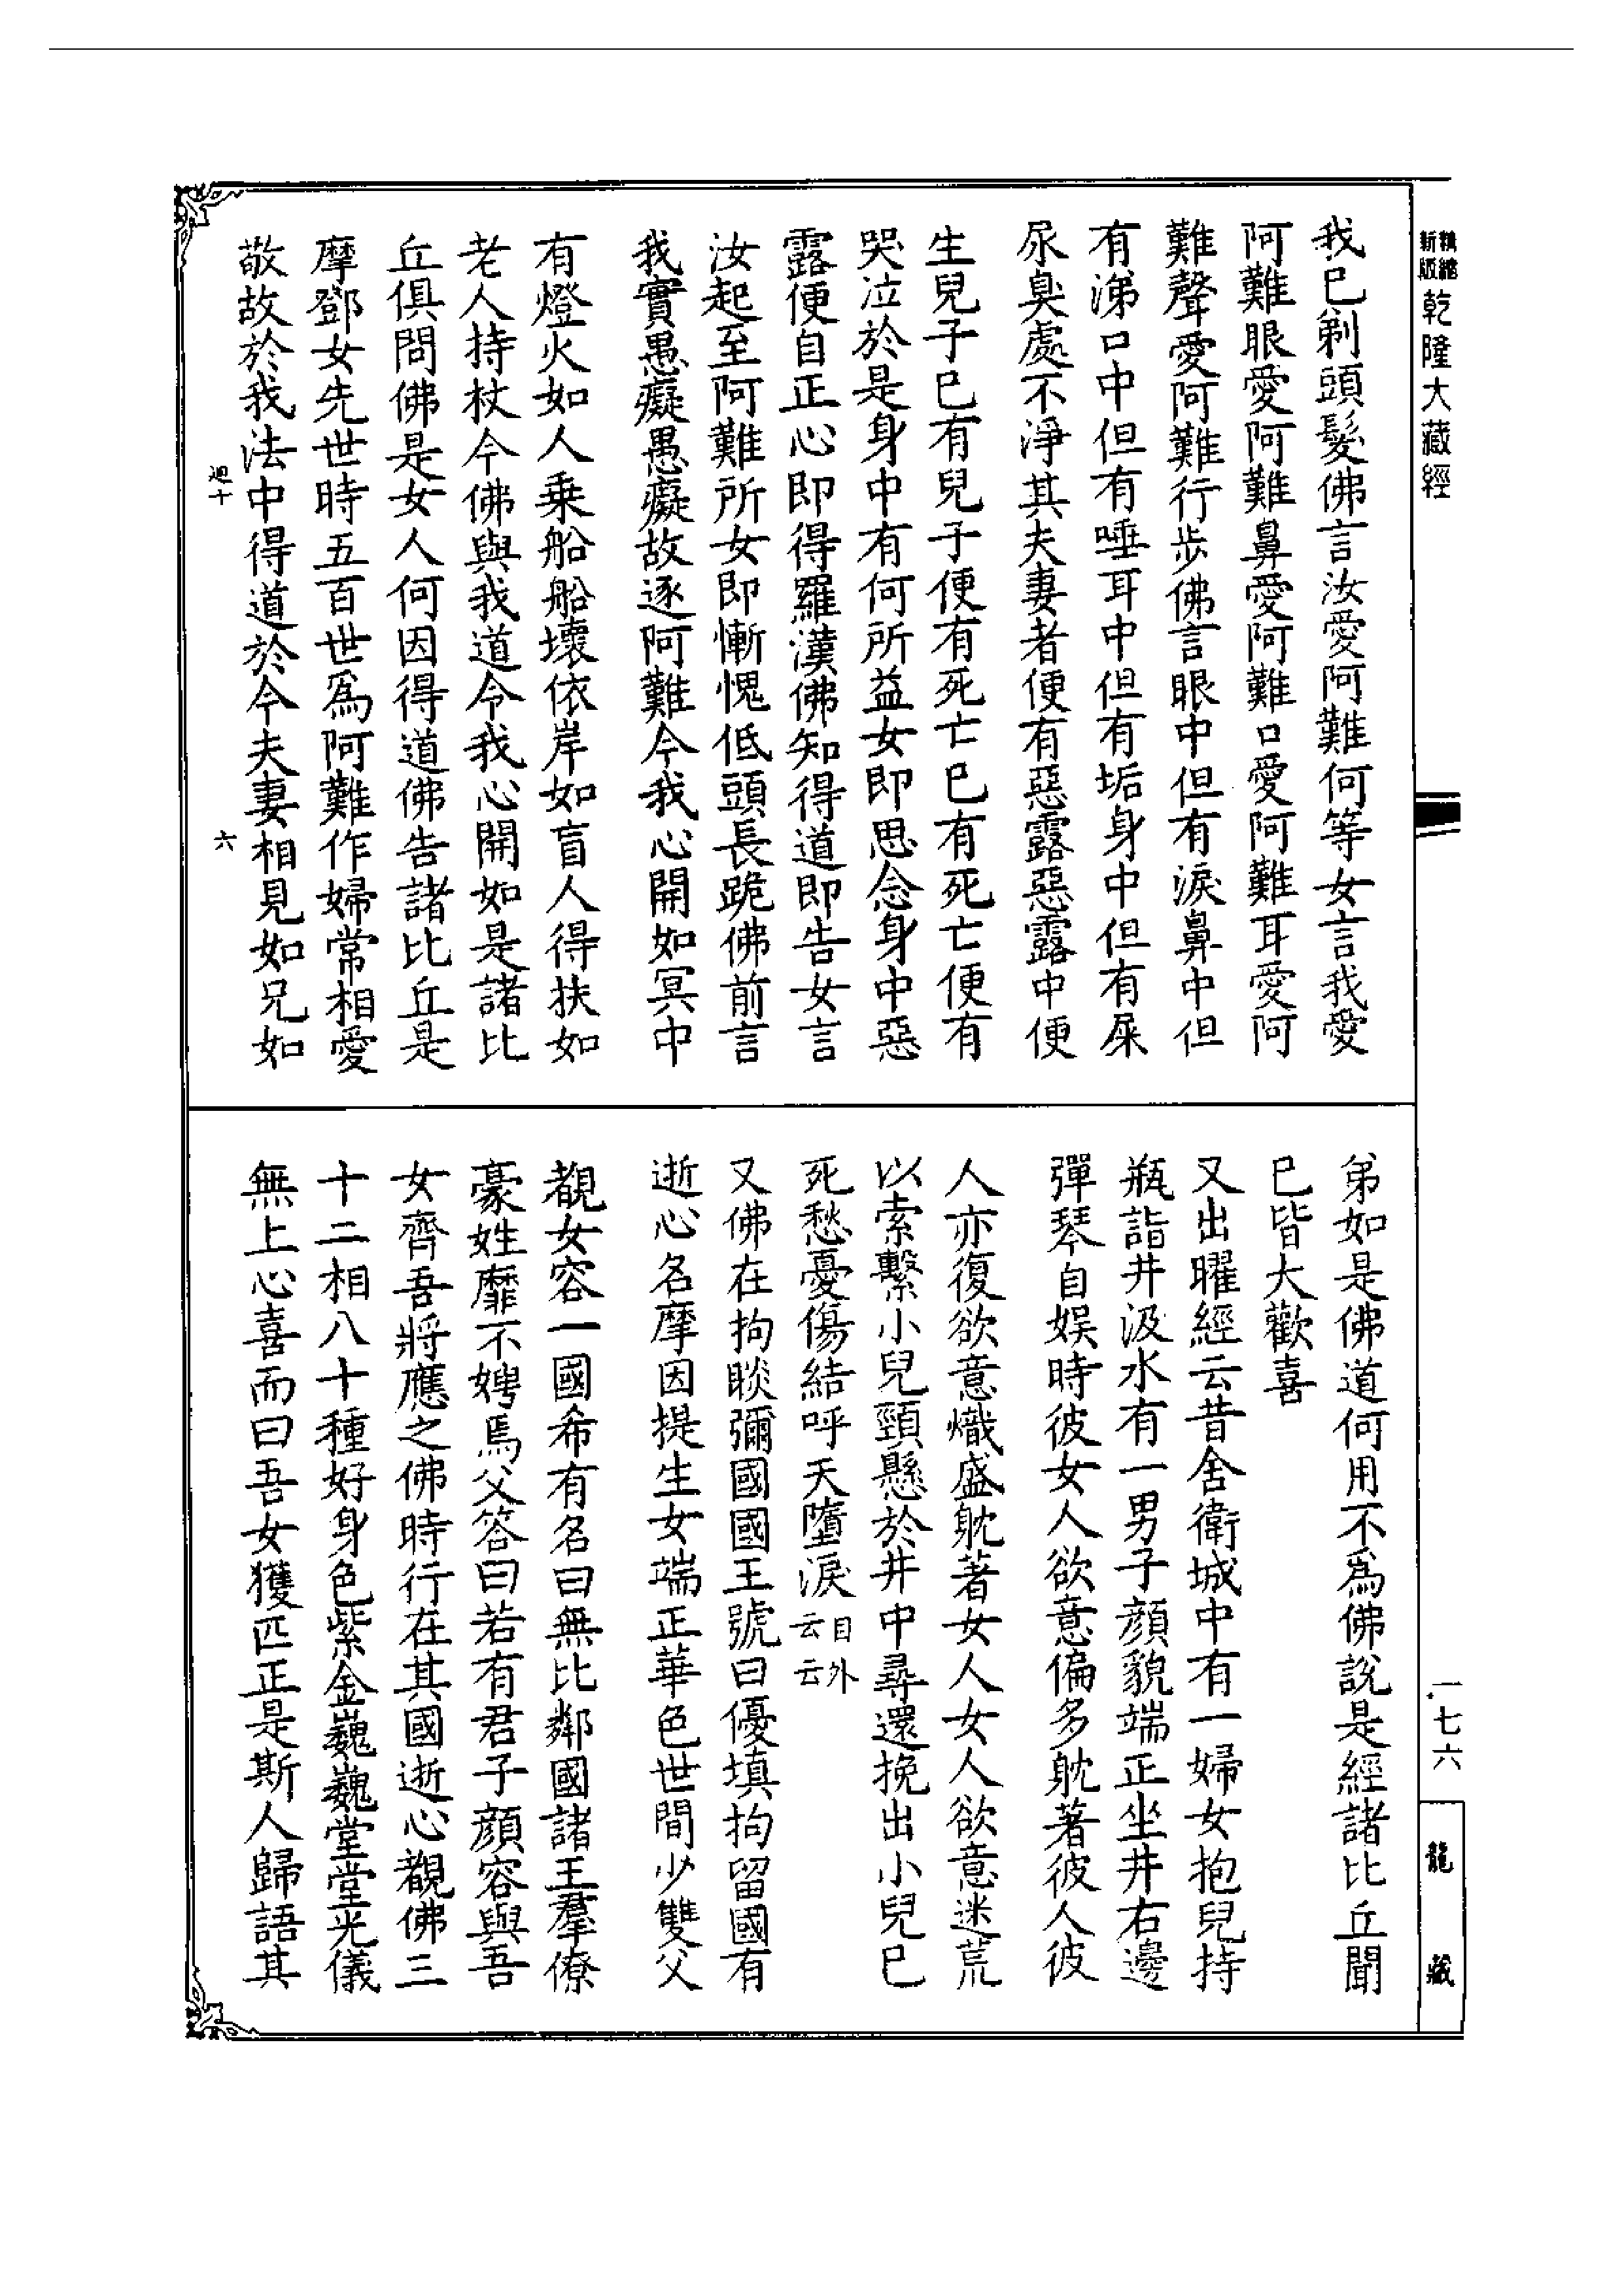 新版精縮乾隆大藏經
一七六
龍藏
我已剃頭髮佛言汝愛阿難何等女言我愛
阿難眼愛阿難鼻愛阿難口愛阿難耳愛阿
難聲愛阿難行步佛言眼中但有淚鼻中但
有涕口中但有唾耳中但有垢身中但有屎
尿臭處不淨其夫妻者便有惡露惡露中便
生兒子已有兒子便有死亡已有死亡便有
哭泣於是身中有何所益女即思念身中惡
露便自正心即得羅漢佛知得道即告女言
汝起至阿難所女即慚愧低頭長跪佛前言
我實愚癡愚癡故逐阿難今我心開如冥中
有燈火如人乘船船壞依岸如盲人得扶如
老人持杖今佛與我道令我心開如是諸比
丘俱問佛是女人何因得道佛告諸比丘是
摩鄧女先世時五百世為阿難作婦常相愛
敬故於我法中得道於今夫妻相見如兄如
迴十
六
弟如是佛道何用不為佛說是經諸比丘聞
已皆大歡喜
又出曜經云昔舍衛城中有一婦女抱兒持
瓶詣井汲水有一男子顏貌端正坐井右邊
彈琴自娱時彼女人欲意偏多躭著彼人彼
人亦復欲意熾盛躭著女人女人欲意迷荒
以索繫小兒頸懸於井中尋還挽出小兒已
死愁憂傷結呼天墮淚目外云云
又佛在拘睒彌國國王號曰優填拘留國有
逝心名摩因提生女端正華色世間少雙父
覩女容一國希有名曰無比鄰國諸王羣僚
豪姓靡不娉焉父答曰若有君子顏容與吾
女齊吾將應之佛時行在其國逝心覩佛三
十二相八十種好身色紫金巍巍堂堂光儀
無上心喜而曰吾女獲匹正是斯人歸語其